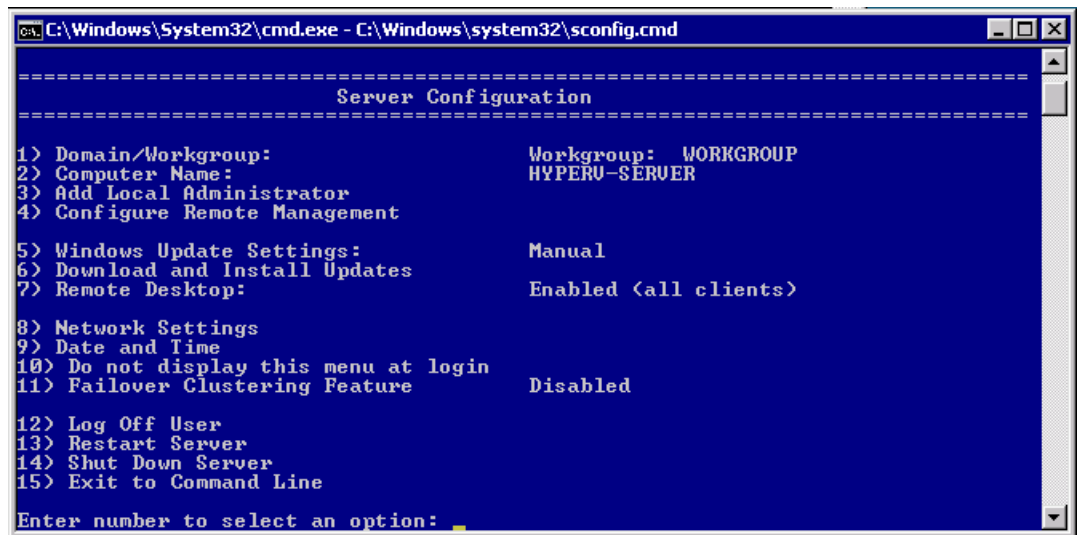 C:\Windows\System32\cmd.exe - C:\Windows\system32\sconfig.cmd
===============================================================================
Server Configuration
===============================================================================
1) Domain/Workgroup: Workgroup: WORKGROUP
2) Computer Name: HYPERV-SERVER
3) Add Local Administrator
4) Configure Remote Management
5) Windows Update Settings: Manual
6) Download and Install Updates
7) Remote Desktop: Enabled (all clients)
8) Network Settings
9) Date and Time
10) Do not display this menu at login
11) Failover Clustering Feature Disabled
12) Log Off User
13) Restart Server
14) Shut Down Server
15) Exit to Command Line
Enter number to select an option: _